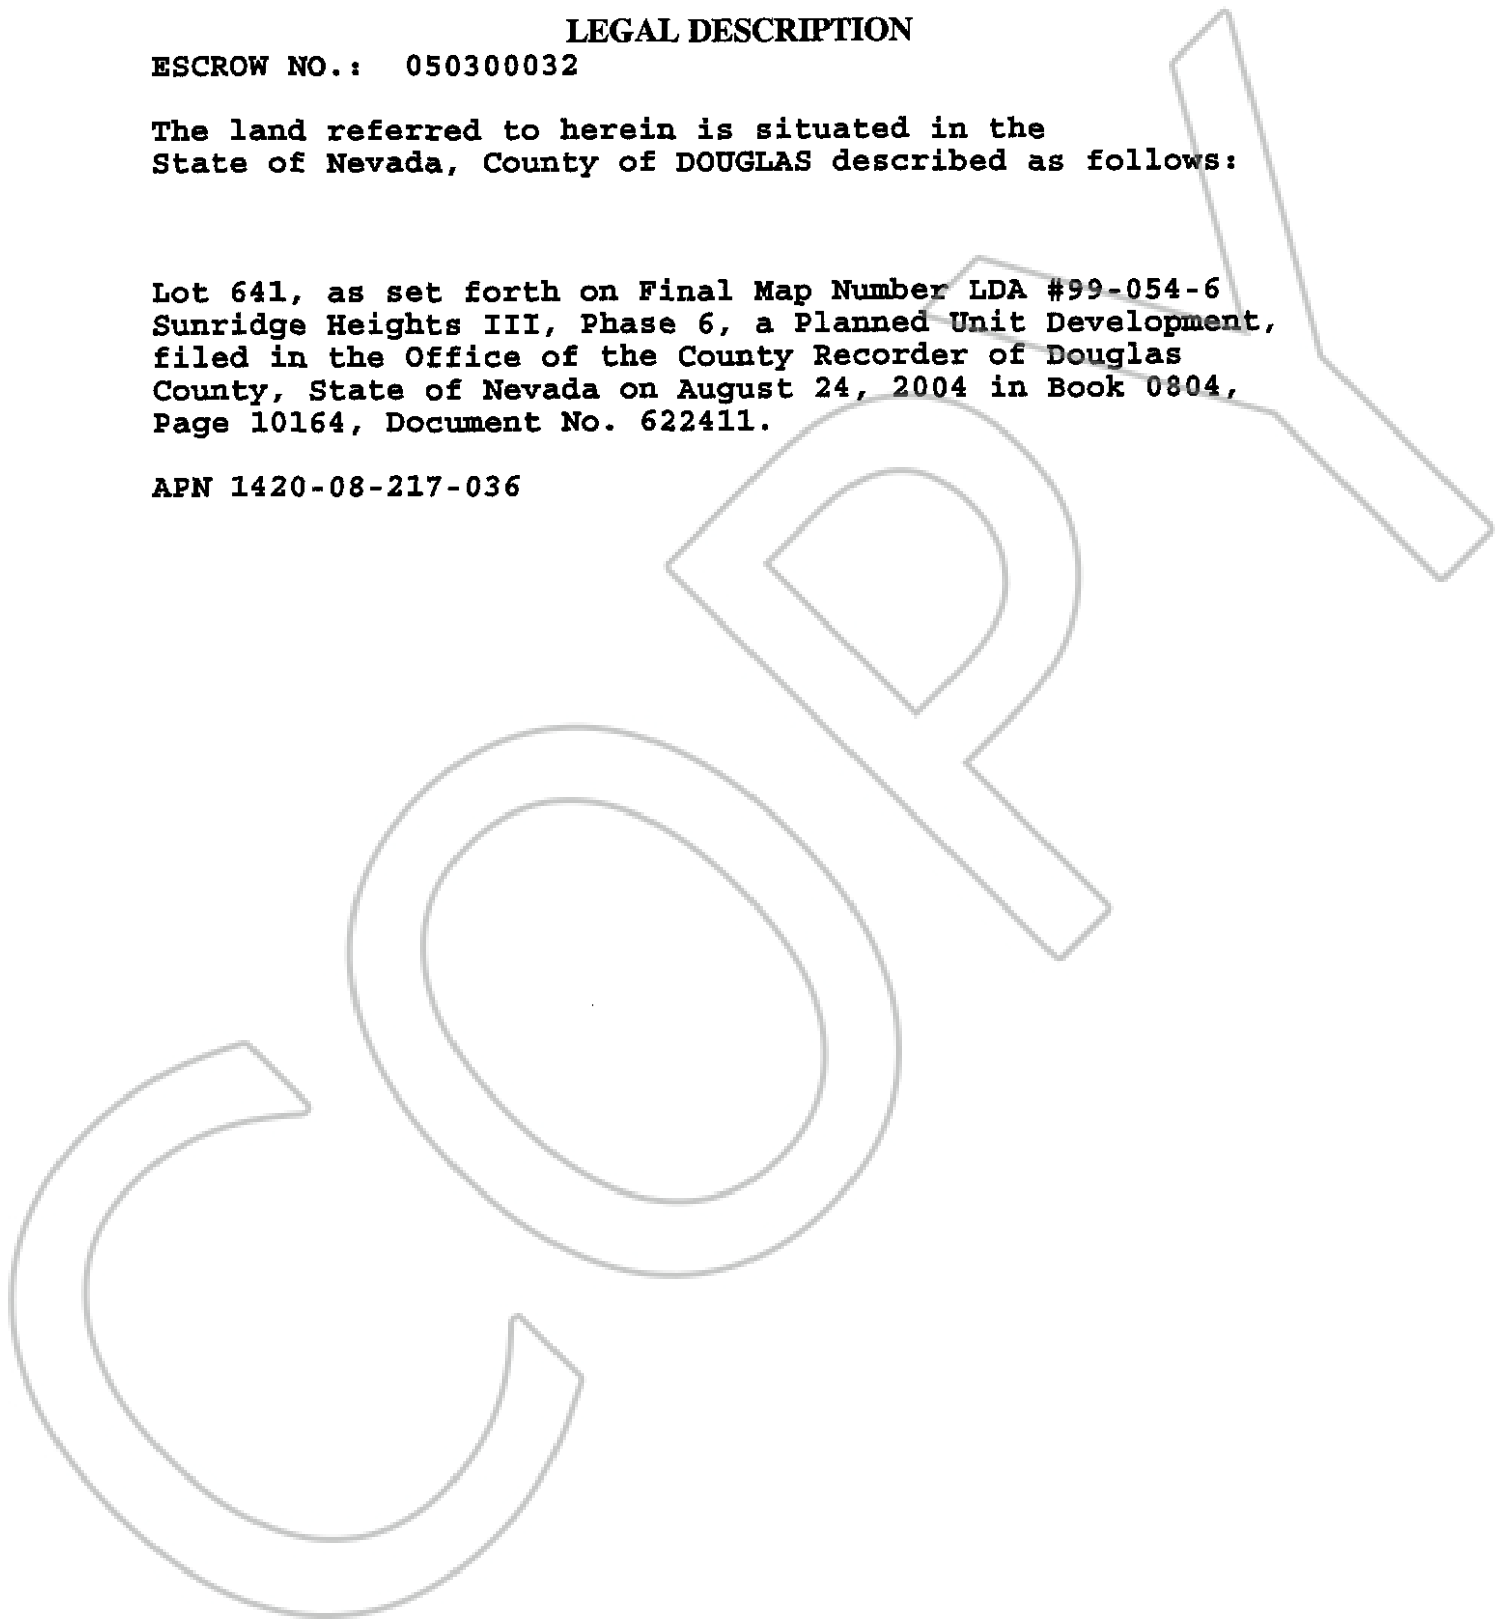 LEGAL DESCRIPTION
ESCROW NO.: 050300032
The land referred to herein is situated in the
State of Nevada, County of DOUGLAS described as follows:
Lot 641, as set forth on Final Map Number LDA #99-054-6
Sunridge Heights III, Phase 6, a Planned Unit Development,
filed in the Office of the County Recorder of Douglas
County, State of Nevada on August 24, 2004 in Book 0804,
Page 10164, Document No. 622411.
APN 1420-08-217-036
COPY